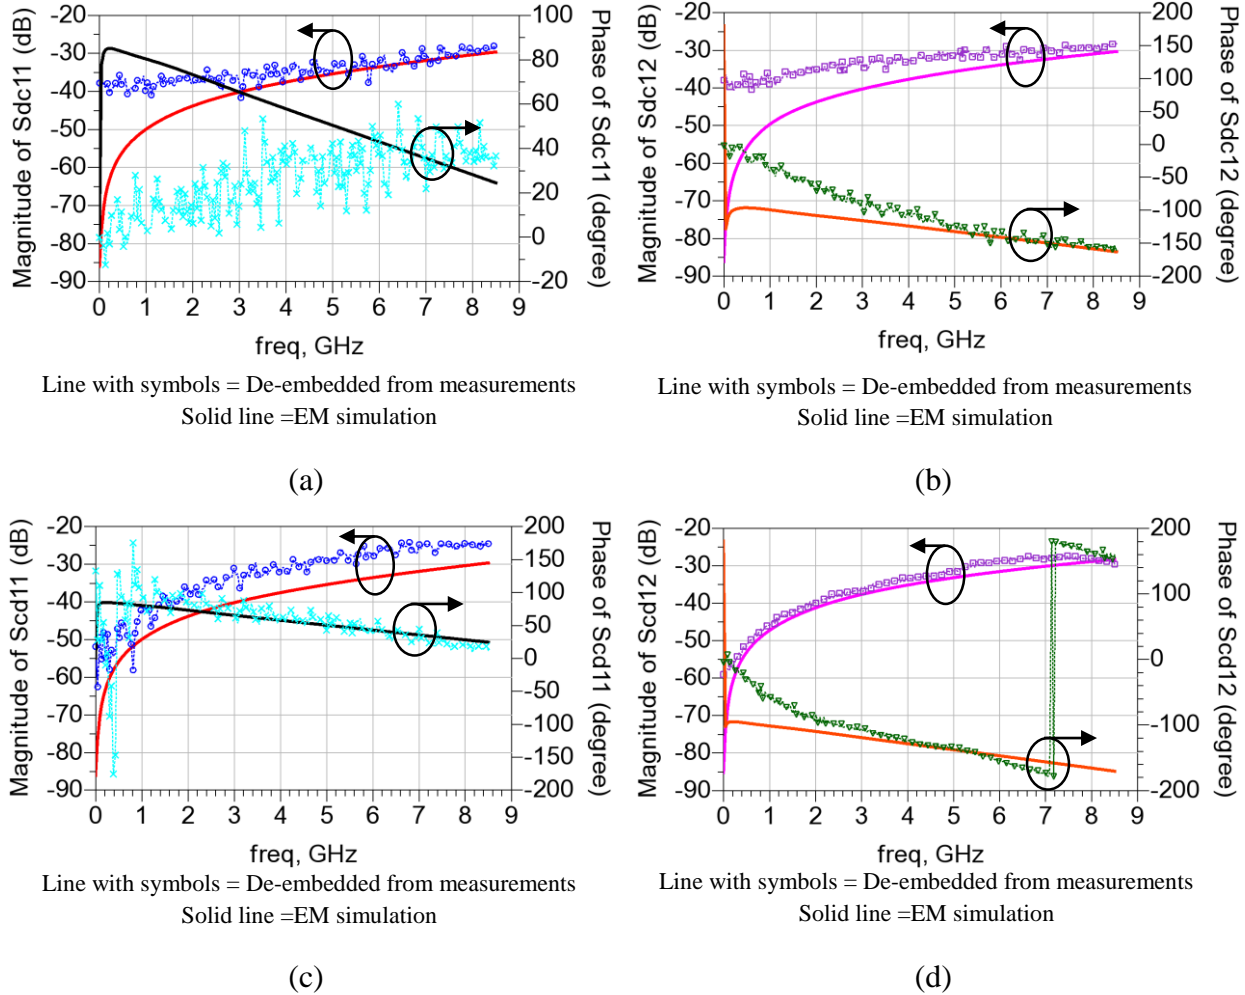 Magnitude of Sdc11 (dB)
-20
-30
-40
-50
-60
-70
-80
-90
100
80
60
40
20
0
-20
Phase of Sdc11 (degree)
0 1 2 3 4 5 6 7 8 9
freq, GHz
Line with symbols = De-embedded from measurements
Solid line =EM simulation
(a)
Magnitude of Sdc12 (dB)
-20
-30
-40
-50
-60
-70
-80
-90
200
150
100
50
0
-50
-100
-150
-200
Phase of Sdc12 (degree)
0 1 2 3 4 5 6 7 8 9
freq, GHz
Line with symbols = De-embedded from measurements
Solid line =EM simulation
(b)
Magnitude of Scd11 (dB)
-20
-30
-40
-50
-60
-70
-80
-90
200
150
100
50
0
-50
-100
-150
-200
Phase of Scd11 (degree)
0 1 2 3 4 5 6 7 8 9
freq, GHz
Line with symbols = De-embedded from measurements
Solid line =EM simulation
(c)
Magnitude of Scd12 (dB)
-20
-30
-40
-50
-60
-70
-80
-90
200
150
100
50
0
-50
-100
-150
-200
Phase of Scd12 (degree)
0 1 2 3 4 5 6 7 8 9
freq, GHz
Line with symbols = De-embedded from measurements
Solid line =EM simulation
(d)